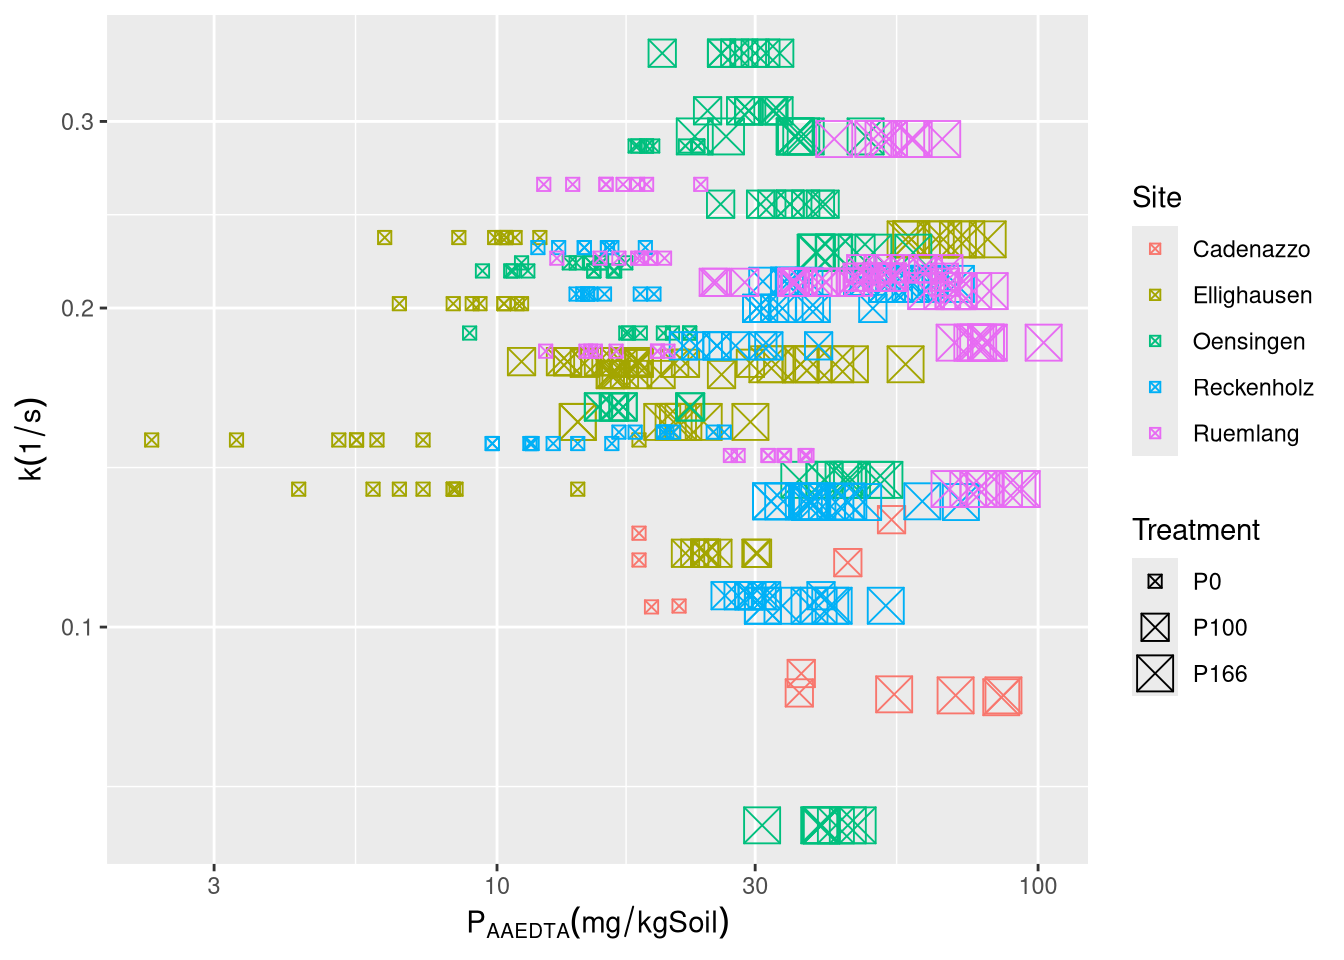 0.3
0.2
0.1
k(1/s)
3 10 30 100
PAAEDTA(mg/kgSoil)
Site
Cadenazzo
Ellighausen
Oensingen
Reckenholz
Ruemlang
Treatment
P0
P100
P166